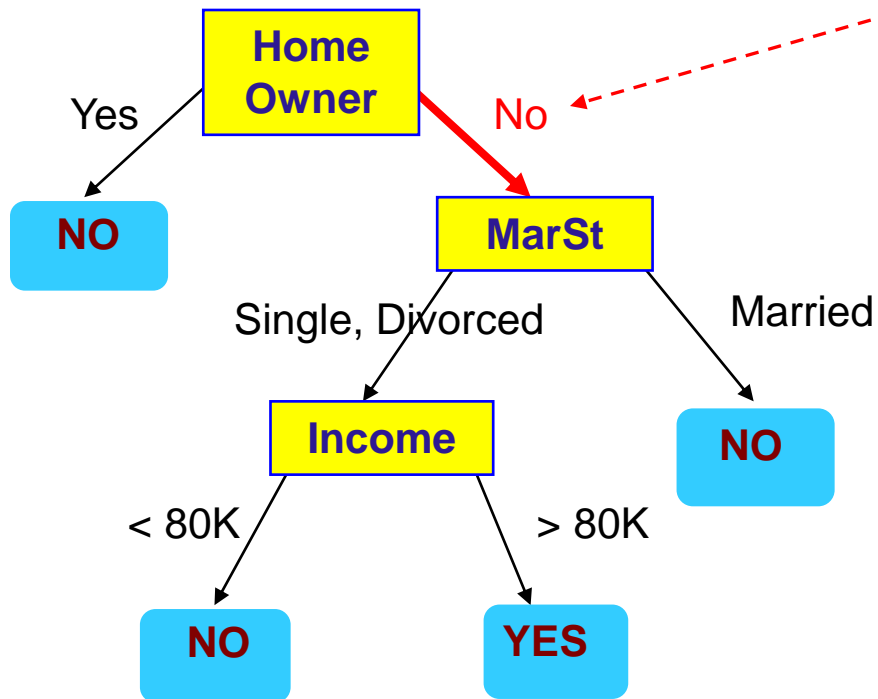 Home
Owner
Yes
No
NO
MarSt
Single, Divorced
Married
Income
NO
< 80K
> 80K
NO
YES